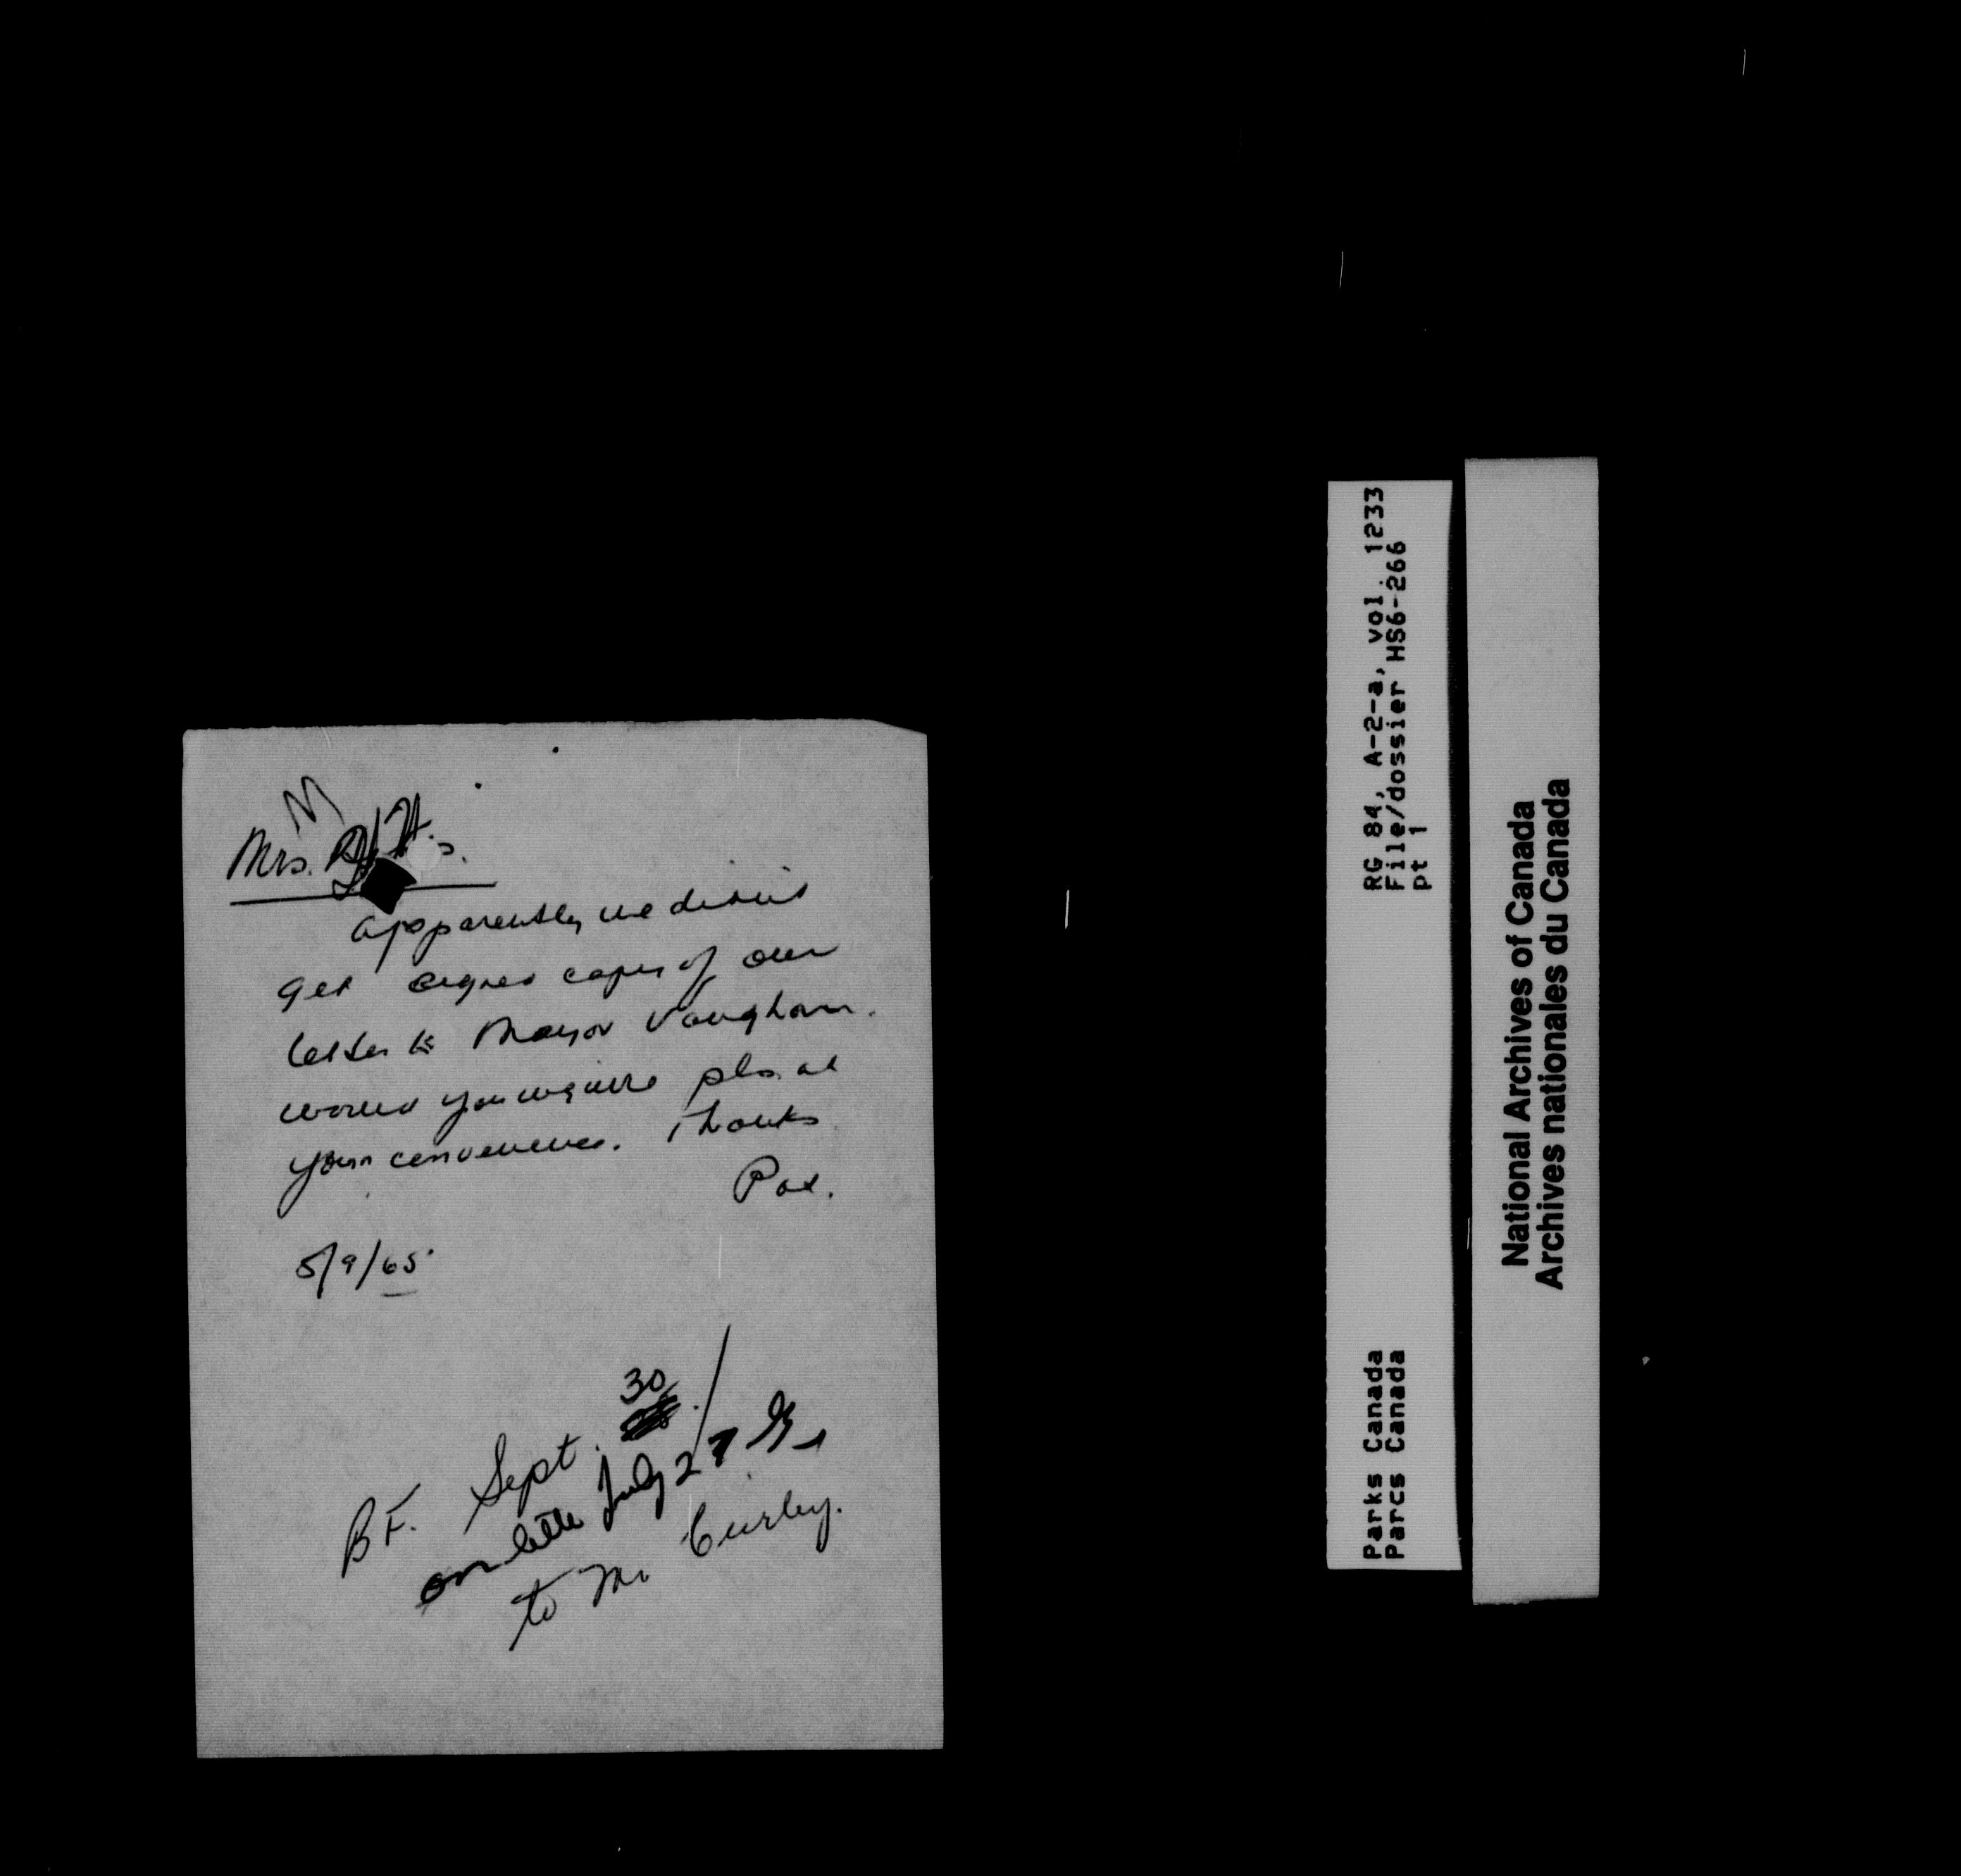 Mrs.
Apparently we didn't
get signed copies of our
letter to Mayor Vaughan.
would you inquire pls. at
your convenience. Thanks
Pat.
5/9/65
30
B.F. Sept.
on letter July 27
to Mr Curley.
RG 84, A-2-a, vol. 1233
File/dossier HS6-266
pt 1
Parks Canada
Parcs Canada
National Archives of Canada
Archives nationales du Canada